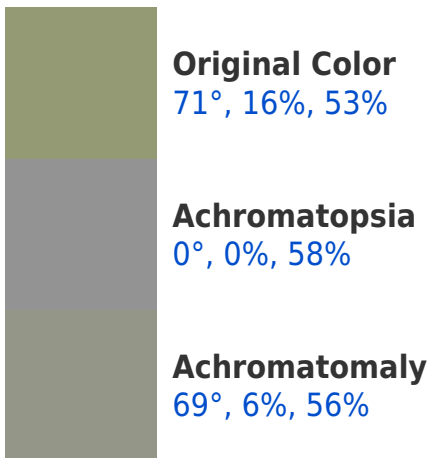 Original Color
71°, 16%, 53%
Achromatopsia
0°, 0%, 58%
Achromatomaly
69°, 6%, 56%